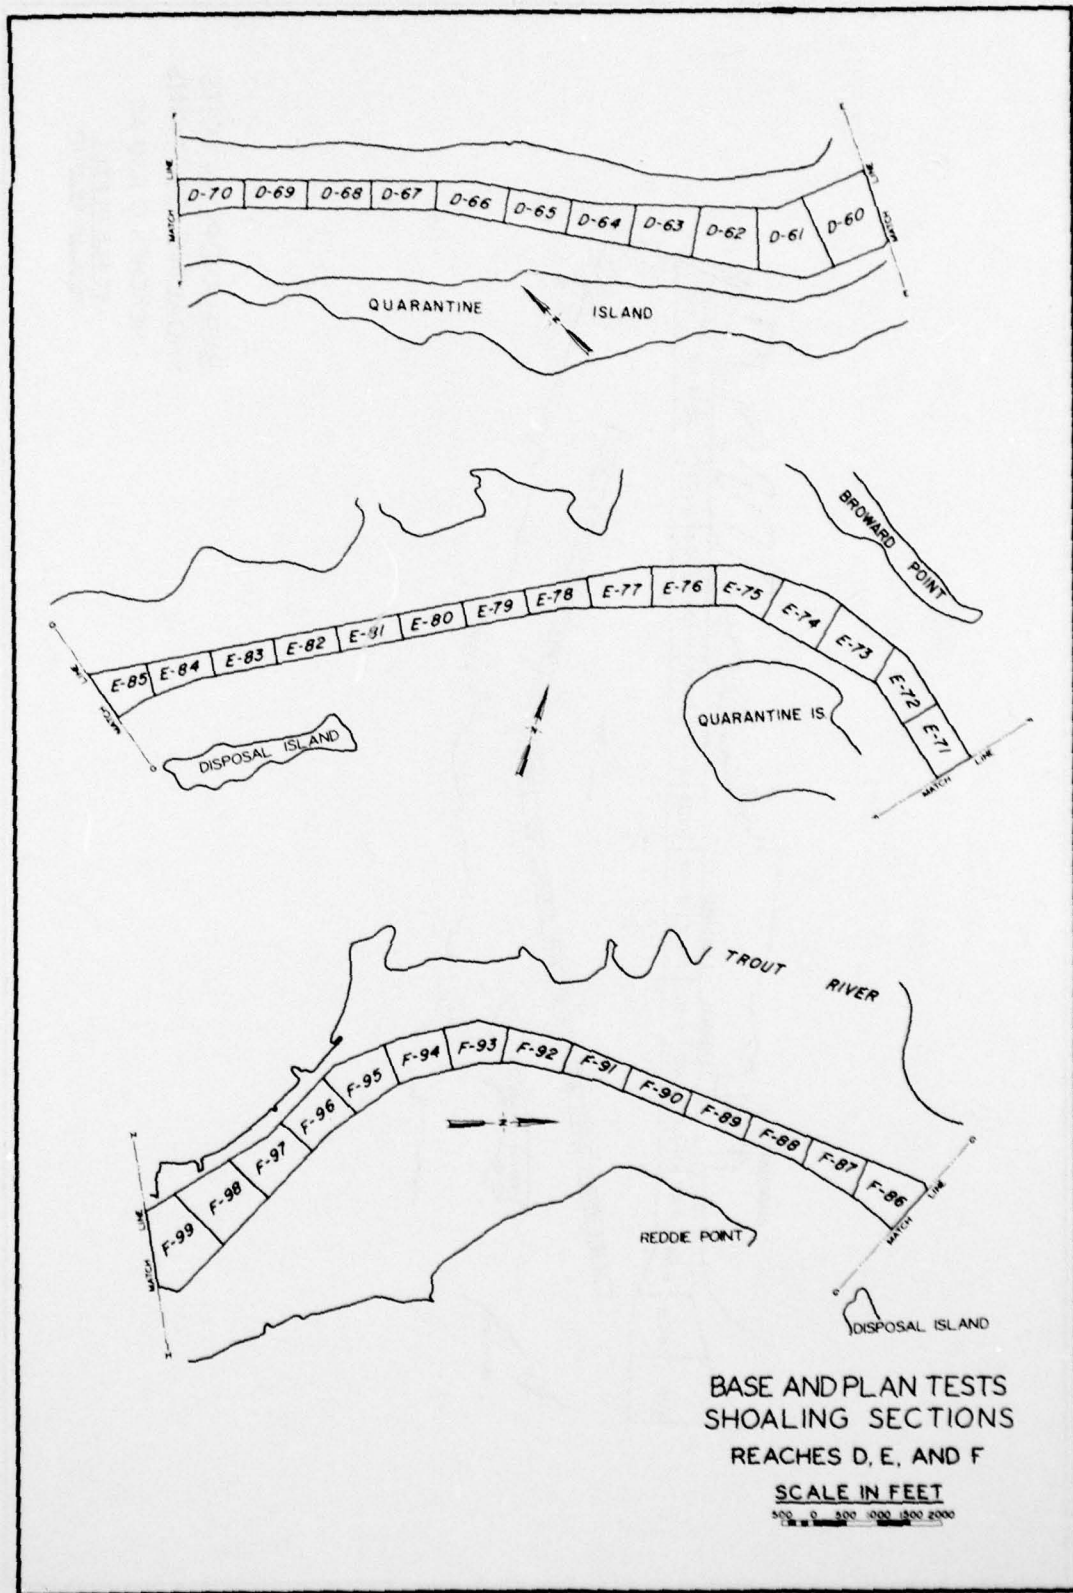 F
E
LINE
LINE
D-70 D-69 D-68 D-67 D-66 D-65 D-64 D-63 D-62 D-61 D-60
MATCH
MATCH
QUARANTINE ISLAND
N
BROWARD POINT
E-85 E-84 E-83 E-82 E-81 E-80 E-79 E-78 E-77 E-76 E-75 E-74 E-73 E-72 E-71
G
LINE
MATCH
G
DISPOSAL ISLAND
N
QUARANTINE IS.
MATCH LINE
TROUT RIVER
F-99 F-98 F-97 F-96 F-95 F-94 F-93 F-92 F-91 F-90 F-89 F-88 F-87 F-86
H
LINE
MATCH
H
N
REDDIE POINT
G
LINE
MATCH
G
DISPOSAL ISLAND
BASE AND PLAN TESTS
SHOALING SECTIONS
REACHES D, E, AND F
SCALE IN FEET
500 0 500 1000 1500 2000